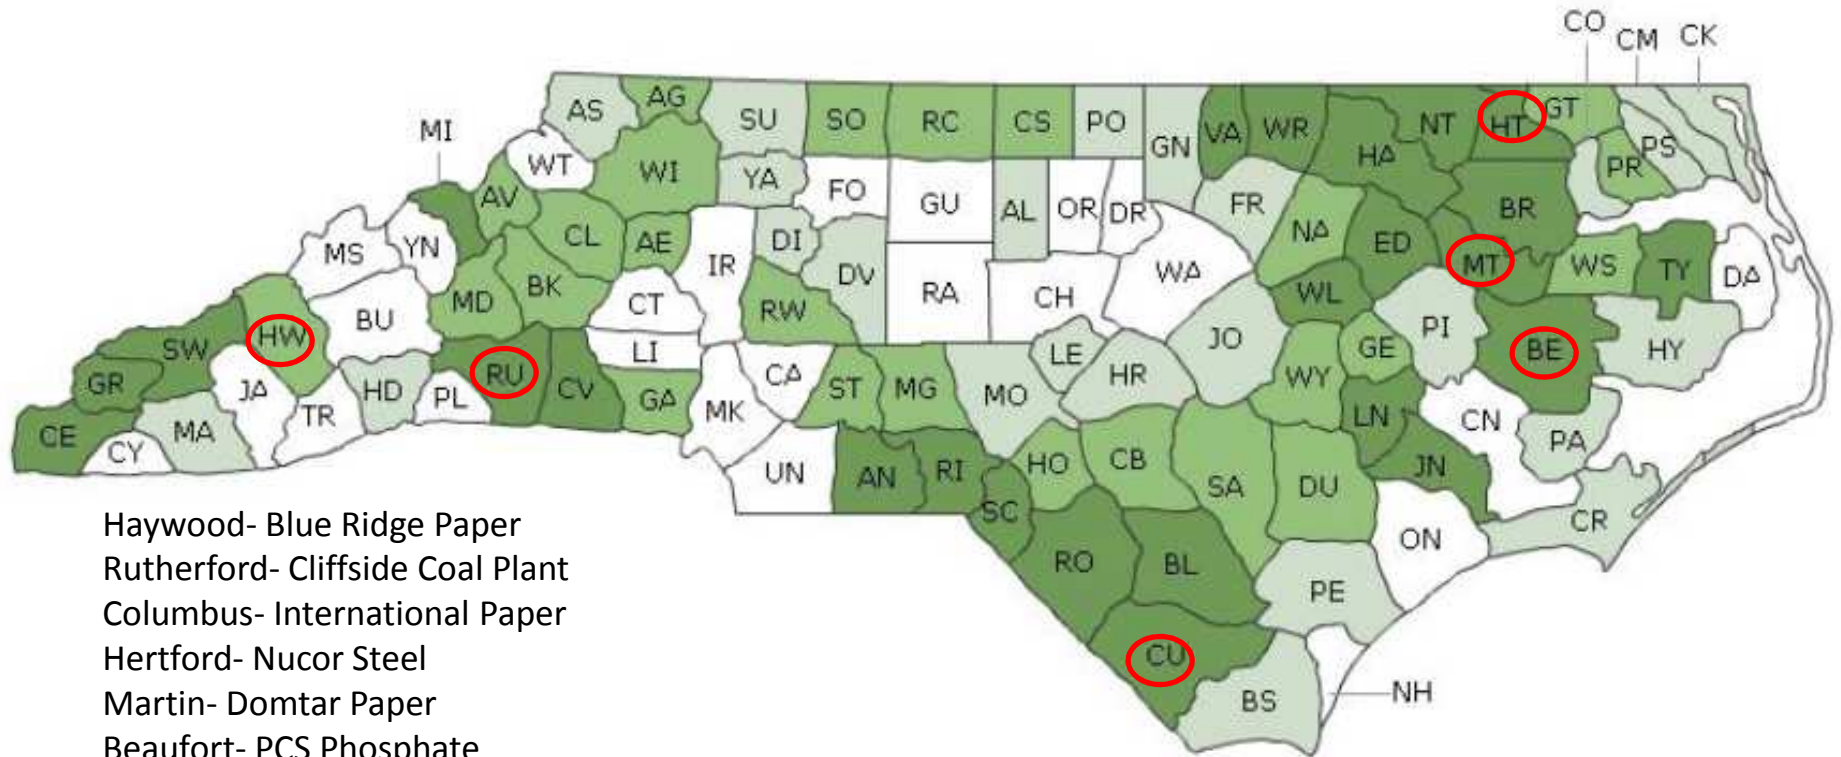 CO
CM
CK
AS
AG
SU
SO
RC
CS
PO
GN
VA
WR
NT
HT
GT
MI
WT
WI
YA
FO
GU
AL
OR
DR
FR
HA
BR
PR
PS
AV
CL
AE
IR
DI
DV
RA
CH
WA
NA
ED
MT
WS
TY
DA
MS
YN
BK
MD
CT
RW
WL
BU
HW
SW
GR
JA
RU
CV
LI
CA
ST
MG
MO
LE
HR
JO
WY
GE
PI
BE
HY
HD
PL
GA
MK
CE
CY
MA
TR
UN
AN
RI
SC
HO
CB
SA
DU
LN
JN
CN
PA
CR
ON
RO
BL
PE
CU
BS
NH
Haywood- Blue Ridge Paper
Rutherford- Cliffside Coal Plant
Columbus- International Paper
Hertford- Nucor Steel
Martin- Domtar Paper
Beaufort- PCS Phosphate